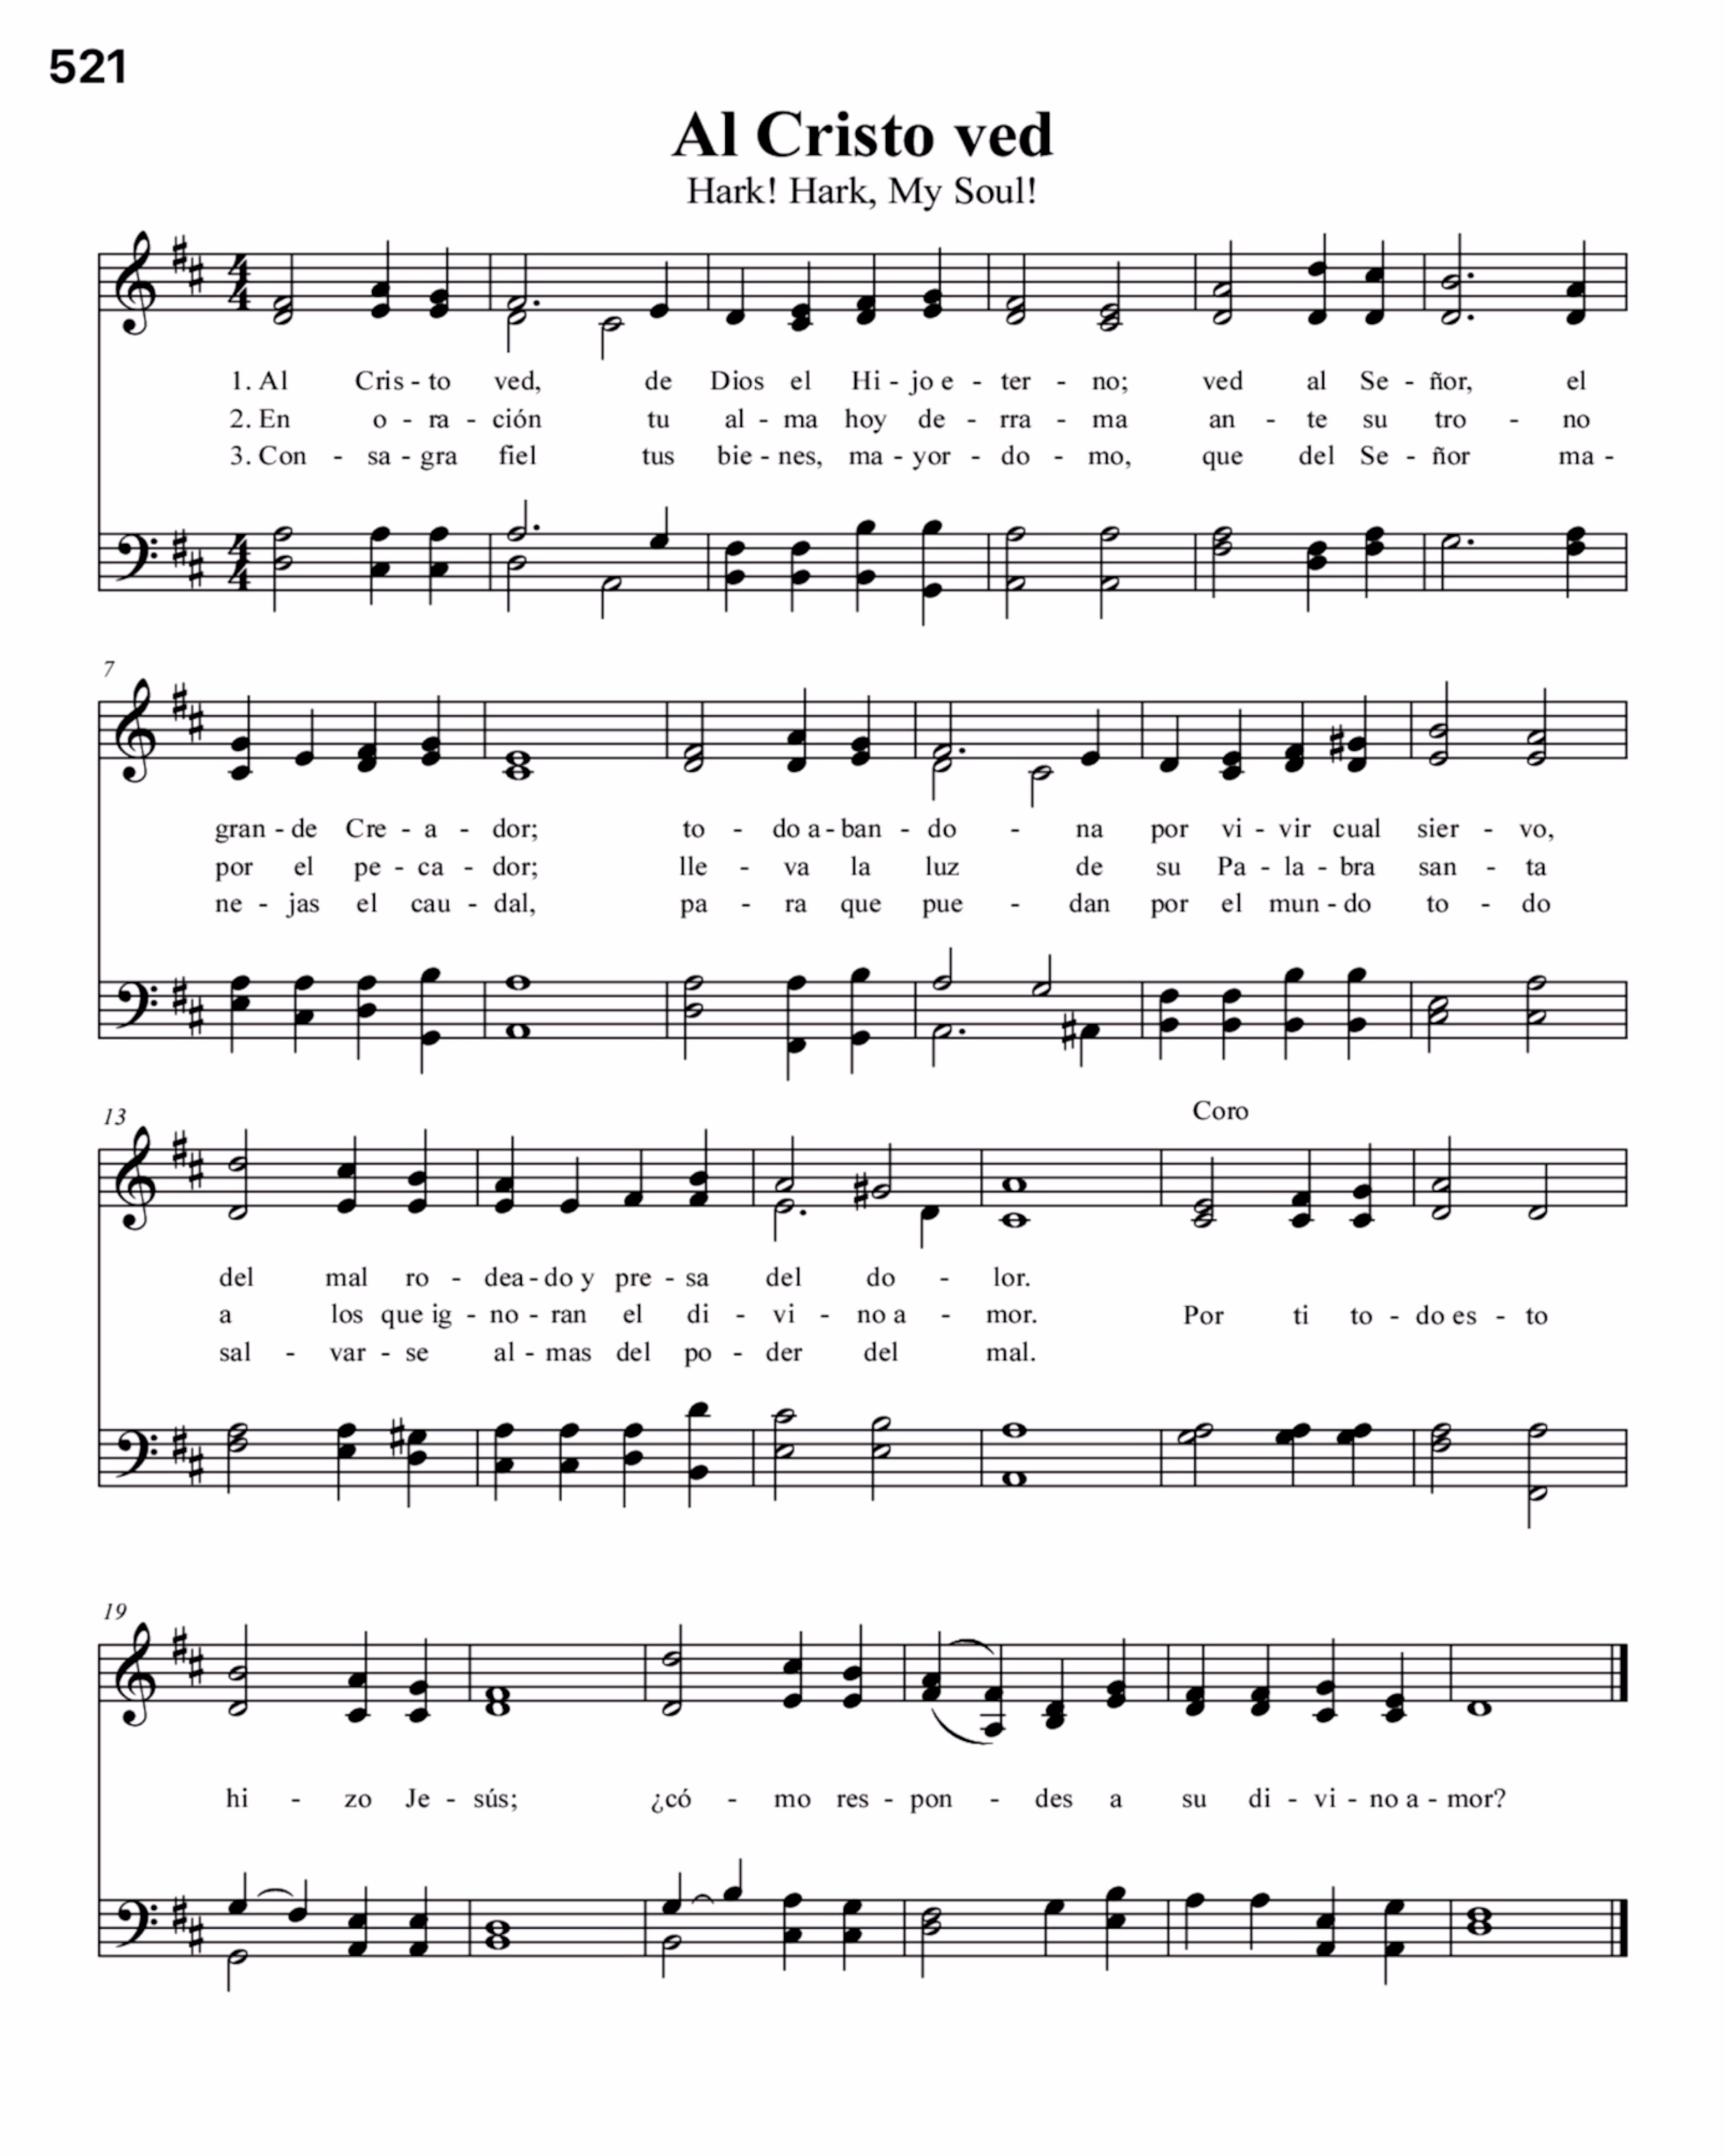 521
Al Cristo ved
Hark! Hark, My Soul!
1. Al Cris - to ved, de Dios el Hi - jo e - ter - no; ved al Se - ñor, el
2. En o - ra - ción tu al - ma hoy de - rra - ma an - te su tro - no
3. Con - sa - gra fiel tus bie - nes, ma - yor - do - mo, que del Se - ñor ma -
7
gran - de Cre - a - dor; to - do a - ban - do - na por vi - vir cual sier - vo,
por el pe - ca - dor; lle - va la luz de su Pa - la - bra san - ta
ne - jas el cau - dal, pa - ra que pue - dan por el mun - do to - do
13
Coro
del mal ro - dea - do y pre - sa del do - lor.
a los que ig - no - ran el di - vi - no a - mor. Por ti to - do es - to
sal - var - se al - mas del po - der del mal.
19
hi - zo Je - sús; ¿có - mo res - pon - des a su di - vi - no a - mor?